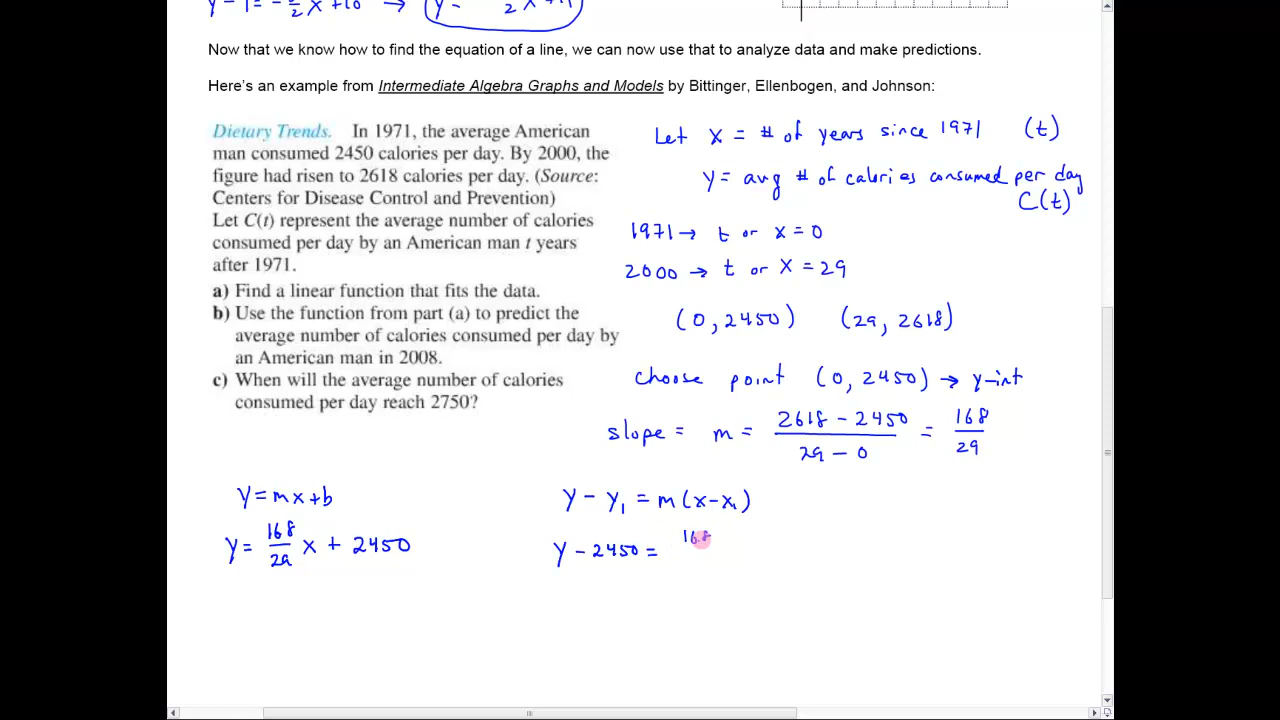 Now that we know how to find the equation of a line, we can now use that to analyze data and make predictions.
Here's an example from Intermediate Algebra Graphs and Models by Bittinger, Ellenbogen, and Johnson:
Dietary Trends. In 1971, the average American
man consumed 2450 calories per day. By 2000, the
figure had risen to 2618 calories per day. (Source:
Centers for Disease Control and Prevention)
Let C(t) represent the average number of calories
consumed per day by an American man t years
after 1971.
a) Find a linear function that fits the data.
b) Use the function from part (a) to predict the
average number of calories consumed per day by
an American man in 2008.
c) When will the average number of calories
consumed per day reach 2750?
Let x = # of years since 1971 (t)
y = avg # of calories consumed per day
C(t)
1971 → t or x = 0
2000 → t or x = 29
(0, 2450) (29, 2618)
choose point (0, 2450) → y-int
slope = m = 2618 - 2450 / 29 - 0 = 168 / 29
y = mx + b
y = 168/29 x + 2450
y - y₁ = m(x - x₁)
y - 2450 = 168